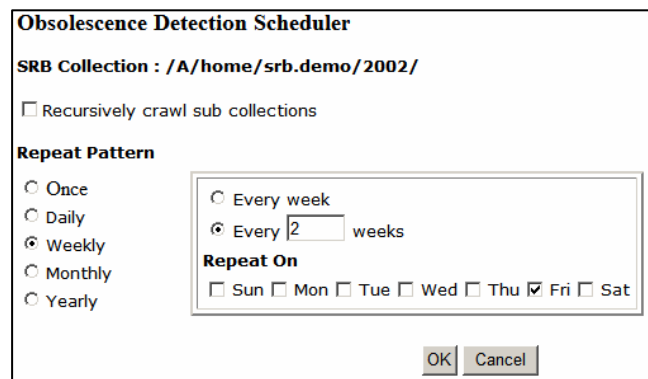 Obsolescence Detection Scheduler
SRB Collection : /A/home/srb.demo/2002/
Recursively crawl sub collections
Repeat Pattern
Once
Daily
Weekly
Monthly
Yearly
Every week
Every 2 weeks
Repeat On
Sun Mon Tue Wed Thu Fri Sat
OK Cancel